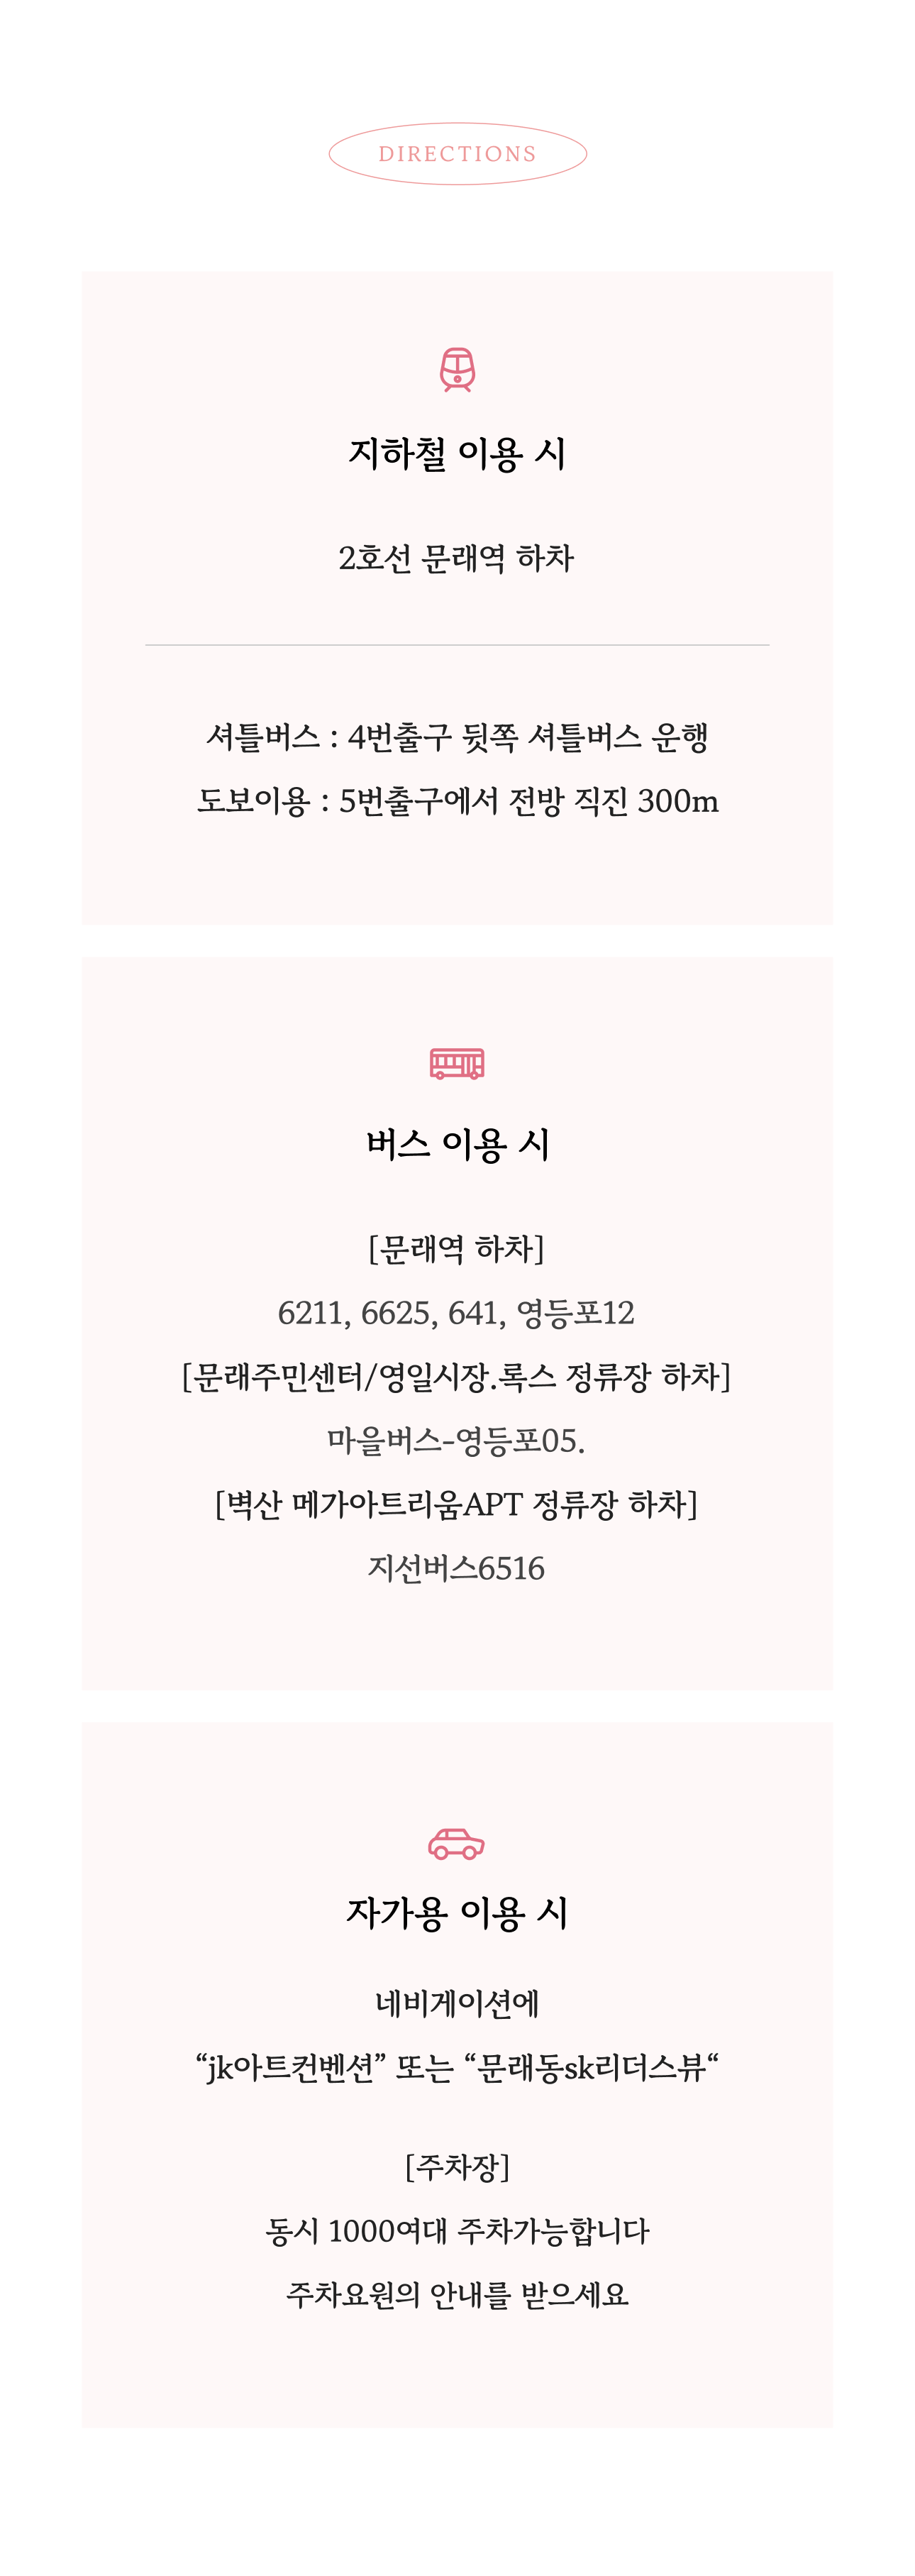 DIRECTIONS
지하철 이용 시
2호선 문래역 하차
셔틀버스 : 4번출구 뒷쪽 셔틀버스 운행
도보이용 : 5번출구에서 전방 직진 300m
버스 이용 시
[문래역 하차]
6211, 6625, 641, 영등포12
[문래주민센터/영일시장.록스 정류장 하차]
마을버스-영등포05.
[벽산 메가아트리움APT 정류장 하차]
지선버스6516
자가용 이용 시
네비게이션에
“jk아트컨벤션” 또는 “문래동sk리더스뷰“
[주차장]
동시 1000여대 주차가능합니다
주차요원의 안내를 받으세요